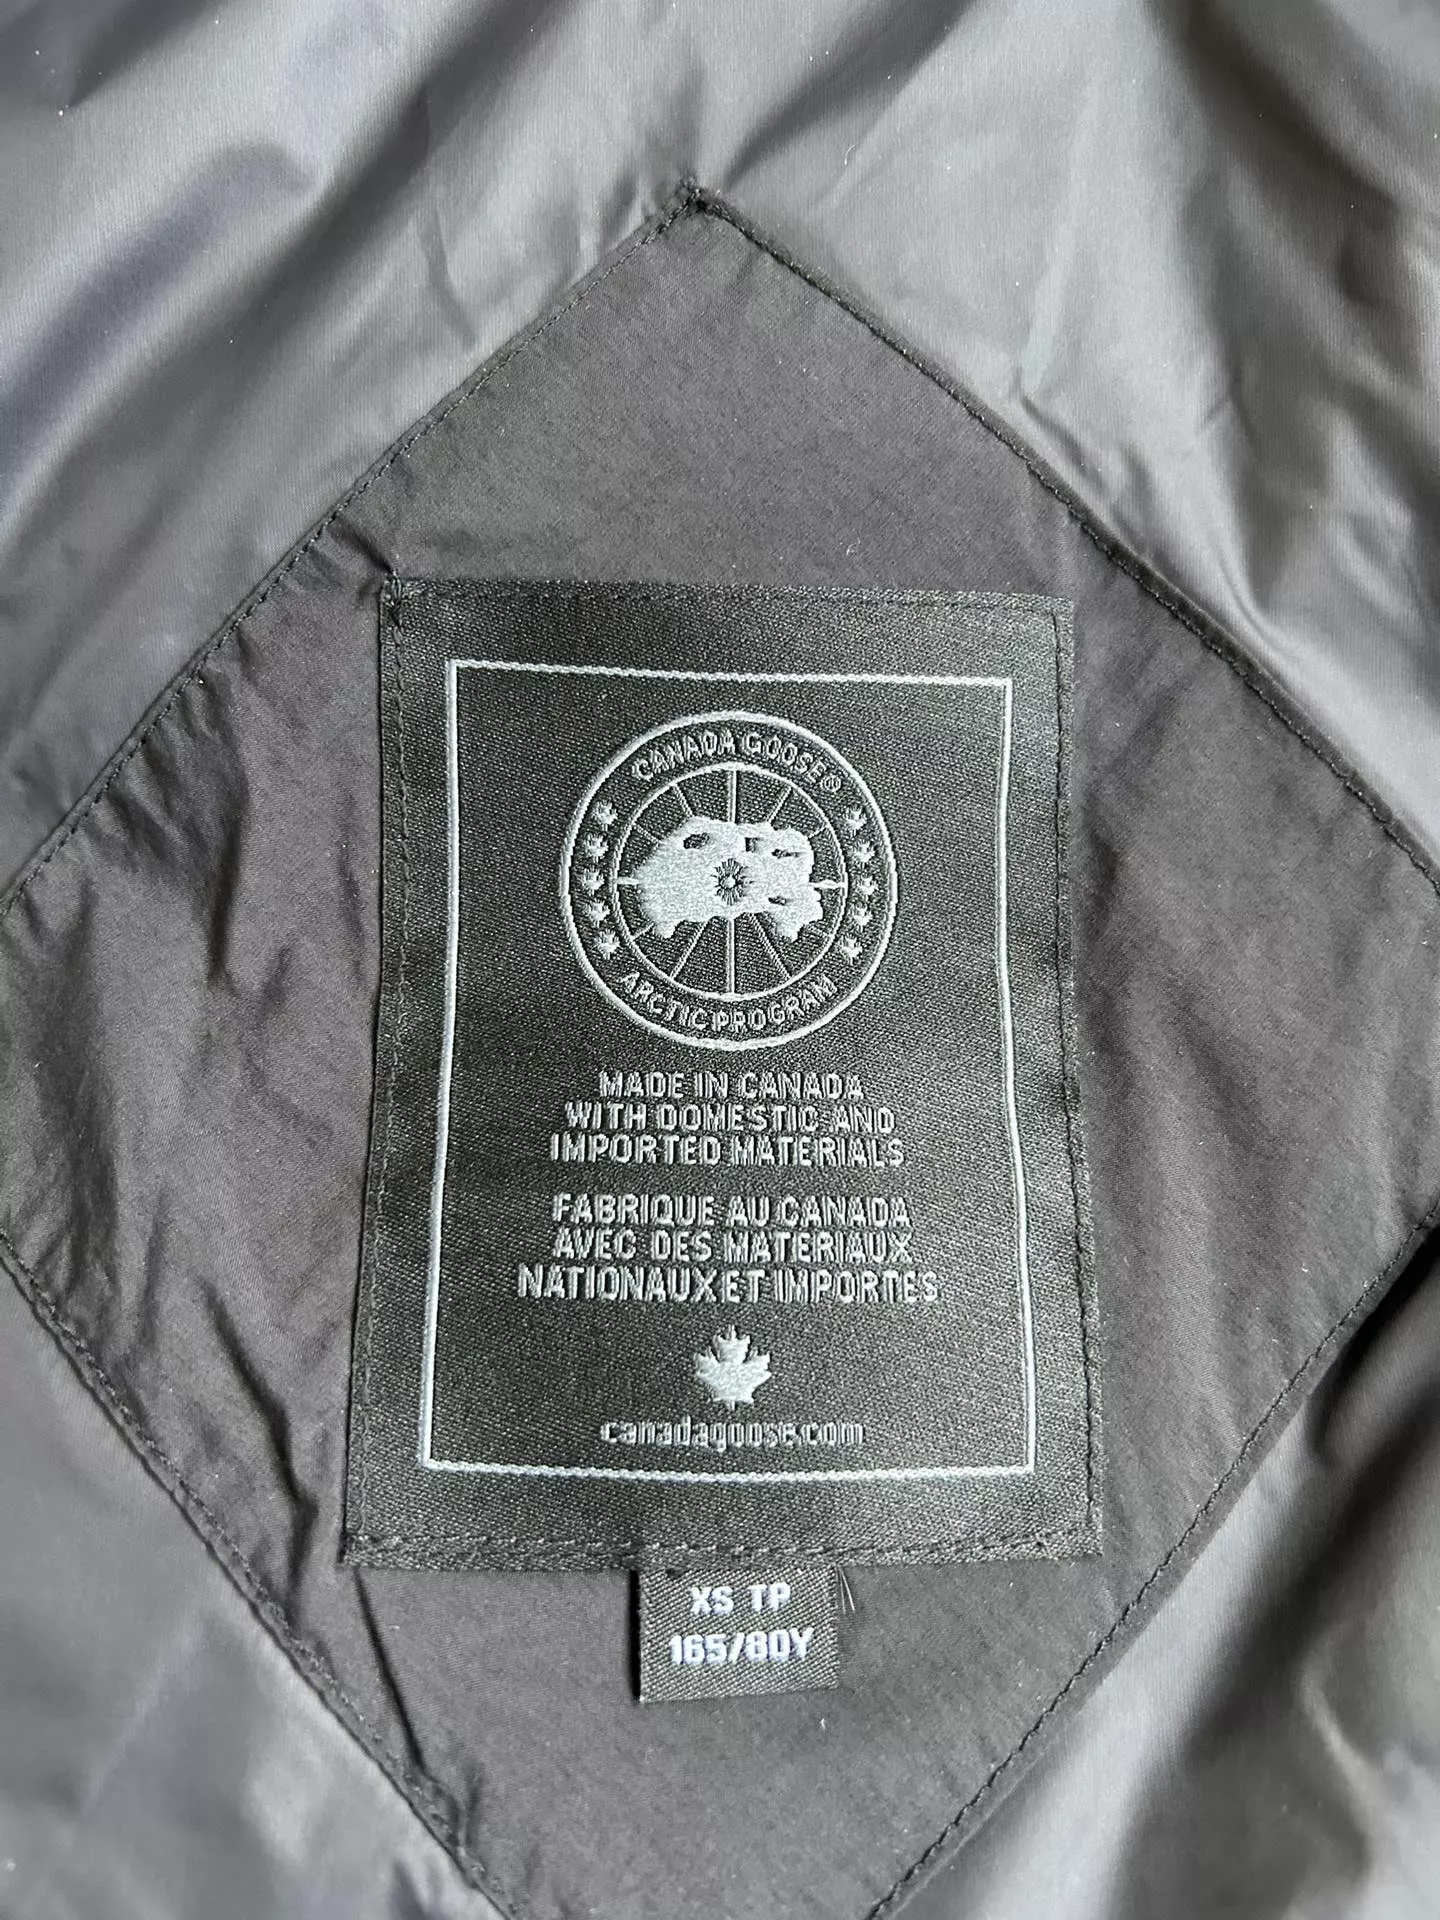 CANADA GOOSE®
ARCTIC PROGRAM
MADE IN CANADA
WITH DOMESTIC AND
IMPORTED MATERIALS
FABRIQUE AU CANADA
AVEC DES MATERIAUX
NATIONAUX ET IMPORTES
canadagoose.com
XS TP
165/80Y